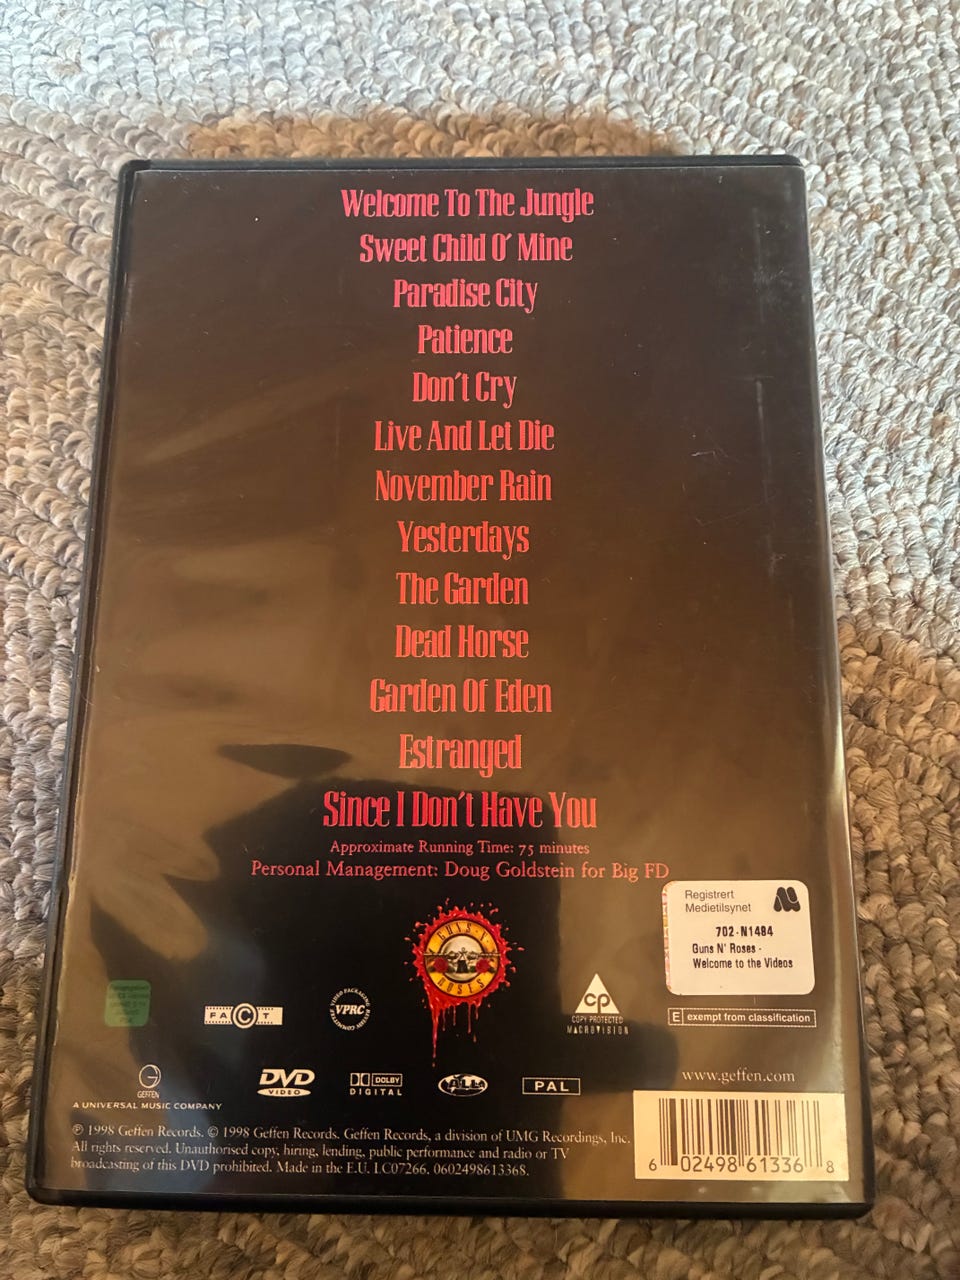 Welcome To The Jungle
Sweet Child O' Mine
Paradise City
Patience
Don't Cry
Live And Let Die
November Rain
Yesterdays
The Garden
Dead Horse
Garden Of Eden
Estranged
Since I Don't Have You
Approximate Running Time: 75 minutes
Personal Management: Doug Goldstein for Big FD
Registrert
Medietilsynet
702-N1484
Guns N' Roses -
Welcome to the Videos
GUNS N'
ROSES
FACT
VIDEO PACKAGING REVIEW COMMITTEE
VPRC
CP
COPY PROTECTED
MACROVISION
E exempt from classification
GEFFEN
A UNIVERSAL MUSIC COMPANY
DVD
VIDEO
DOLBY
DIGITAL
PAL
www.geffen.com
℗ 1998 Geffen Records. © 1998 Geffen Records. Geffen Records, a division of UMG Recordings, Inc.
All rights reserved. Unauthorised copy, hiring, lending, public performance and radio or TV
broadcasting of this DVD prohibited. Made in the E.U. LC07266. 0602498613368.
6 02498 61336 8